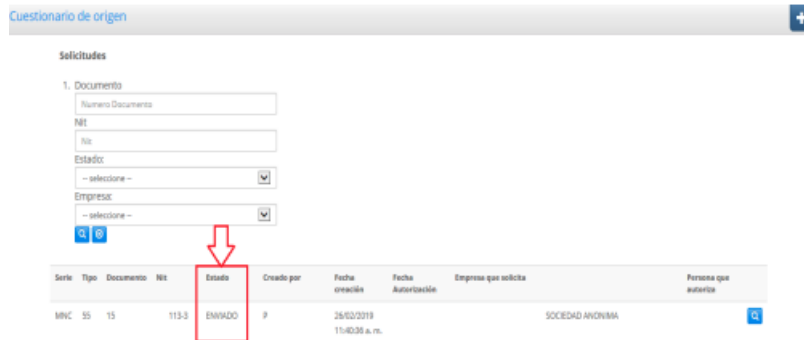 Cuestionario de origen
Solicitudes
1. Documento
Numero Documento
Nit
Nit
Estado:
-- seleccione --
Empresa:
-- seleccione --
Serie Tipo Documento Nit Estado Creado por Fecha creación Fecha Autorización Empresa que solicita Persona que autoriza
MNC 55 15 113-3 ENVIADO P 26/02/2019 11:40:36 a. m. SOCIEDAD ANONIMA